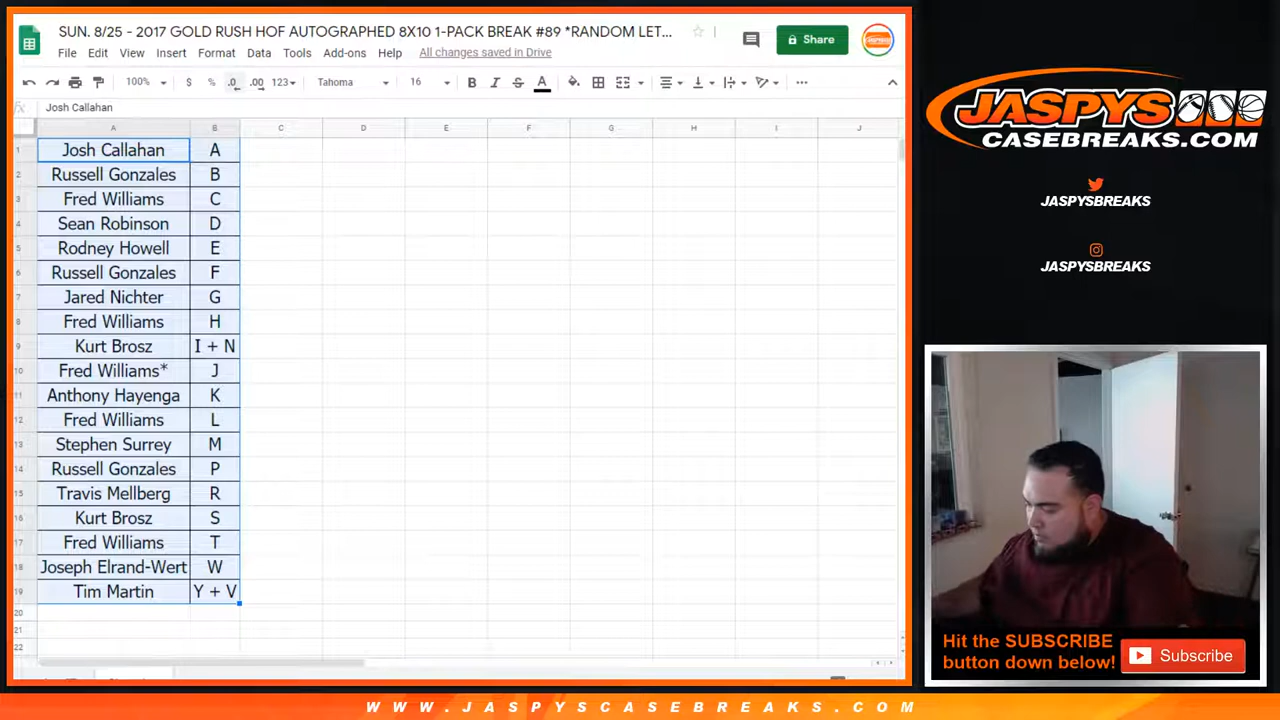 SUN. 8/25 - 2017 GOLD RUSH HOF AUTOGRAPHED 8X10 1-PACK BREAK #89 *RANDOM LET...
File Edit View Insert Format Data Tools Add-ons Help All changes saved in Drive
Share
100% $ % .0 .00 123 Tahoma 16 B I S A
Josh Callahan
A B C D E F G H I J
1 Josh Callahan A
2 Russell Gonzales B
3 Fred Williams C
4 Sean Robinson D
5 Rodney Howell E
6 Russell Gonzales F
7 Jared Nichter G
8 Fred Williams H
9 Kurt Brosz I + N
10 Fred Williams* J
11 Anthony Hayenga K
12 Fred Williams L
13 Stephen Surrey M
14 Russell Gonzales P
15 Travis Mellberg R
16 Kurt Brosz S
17 Fred Williams T
18 Joseph Elrand-Wert W
19 Tim Martin Y + V
20
21
22
JASPYS
CASEBREAKS.COM
JASPYSBREAKS
JASPYSBREAKS
Hit the SUBSCRIBE
button down below!
Subscribe
WWW.JASPYSCASEBREAKS.COM